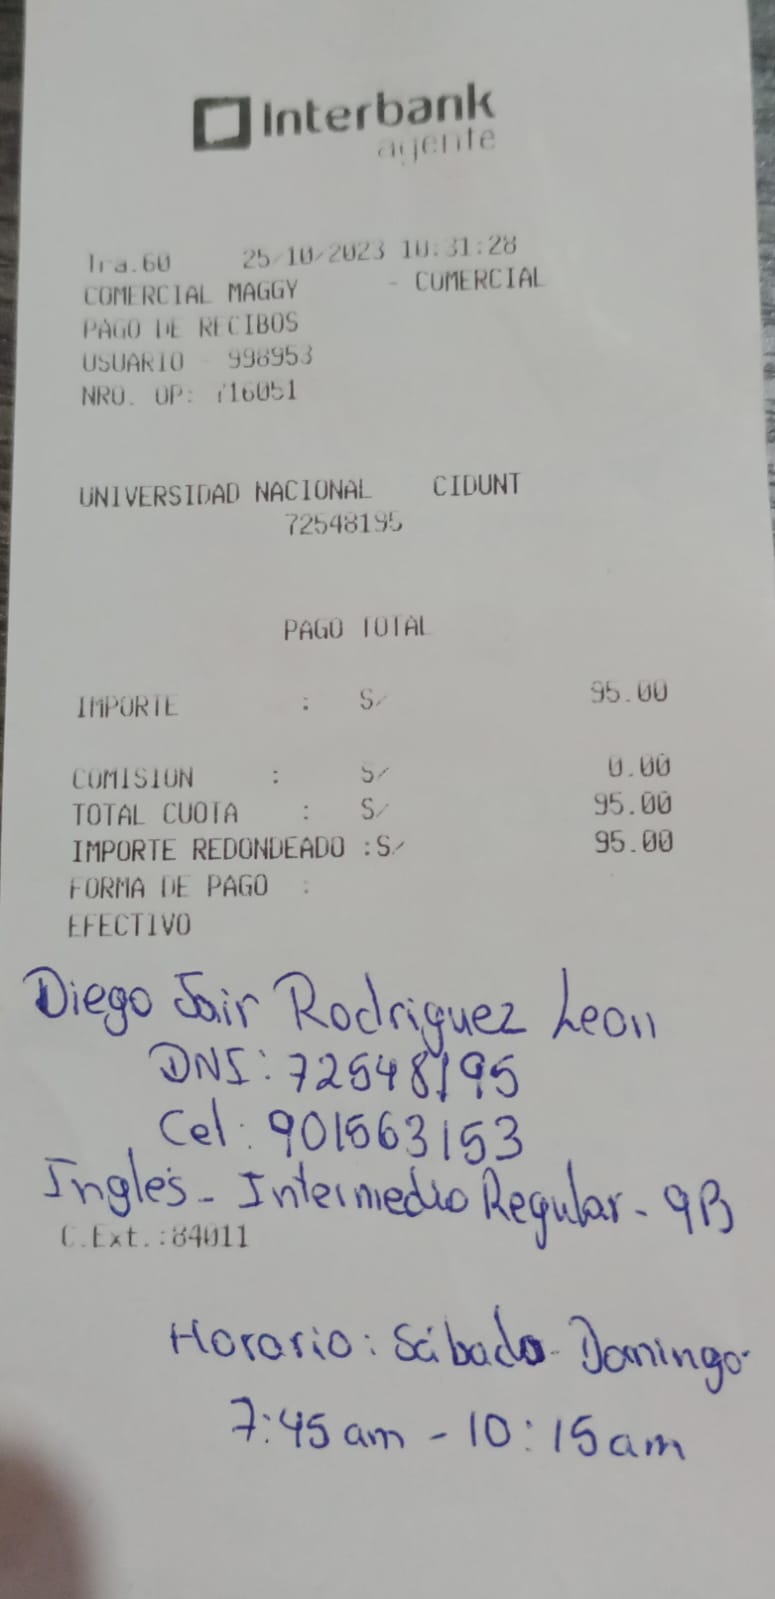 Interbank
agente
Tra.60 25/10/2023 10:31:28
COMERCIAL MAGGY - COMERCIAL
PAGO DE RECIBOS
USUARIO - 998953
NRO. OP: 716051
UNIVERSIDAD NACIONAL CIDUNT
72548195
PAGO TOTAL
IMPORTE : S/ 95.00
COMISION : S/ 0.00
TOTAL CUOTA : S/ 95.00
IMPORTE REDONDEADO :S/ 95.00
FORMA DE PAGO :
EFECTIVO
Diego Jair Rodriguez Leon
DNI: 72548195
Cel: 901563153
Inglés - Intermedio Regular - 9B
C.Ext.:84011
Horario: Sábado - Domingo
7:45 am - 10:15 am